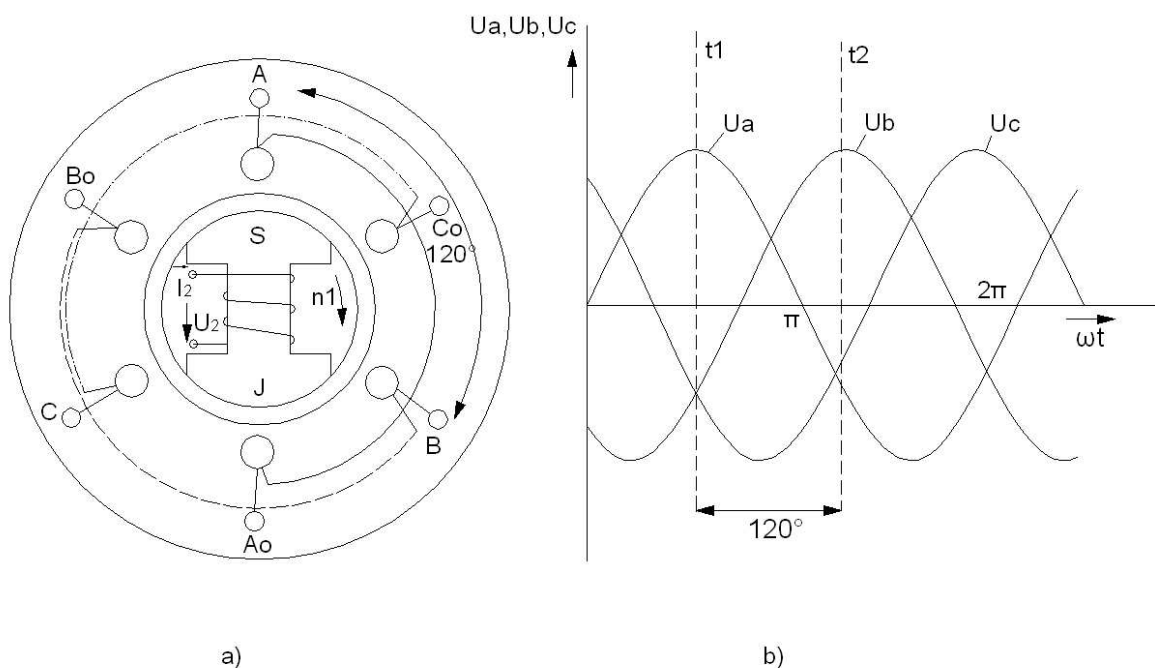 A
Bo
Co
120°
S
I2
n1
U2
J
C
B
Ao
a)
Ua,Ub,Uc
t1
t2
Ua
Ub
Uc
π
2π
ωt
120°
b)